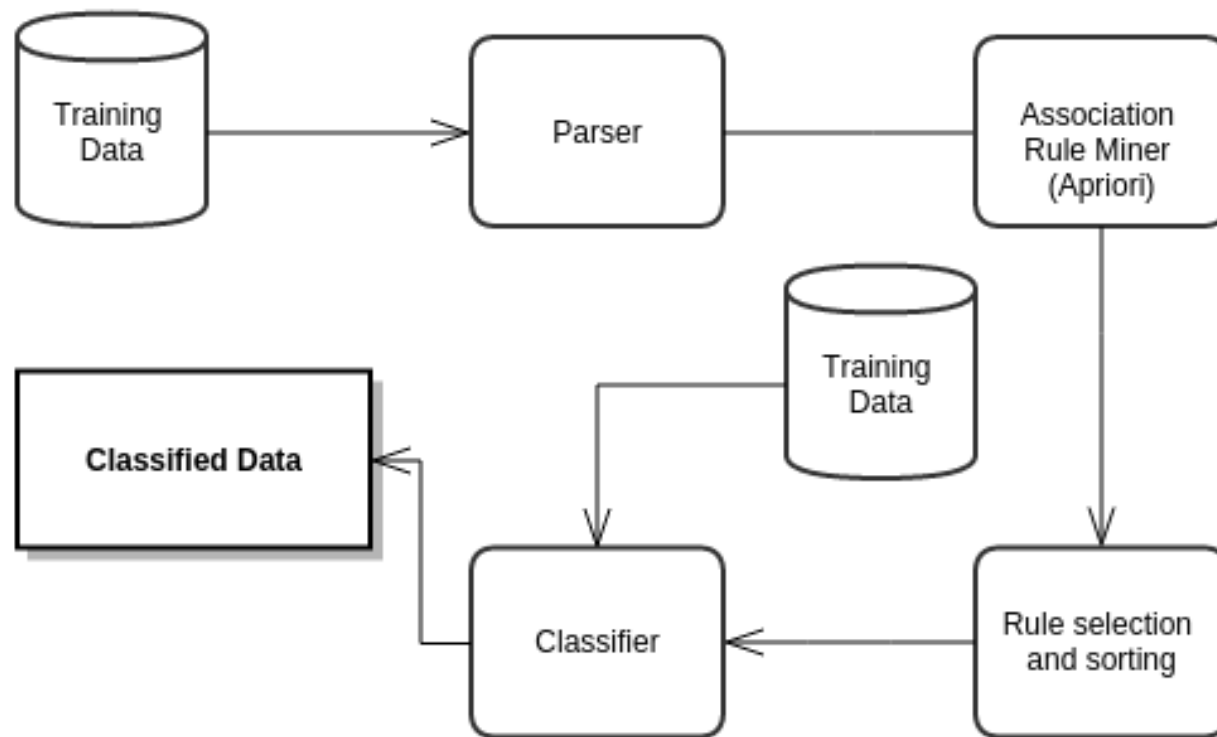 Training
Data
Parser
Association
Rule Miner
(Apriori)
Training
Data
Classified Data
Classifier
Rule selection
and sorting